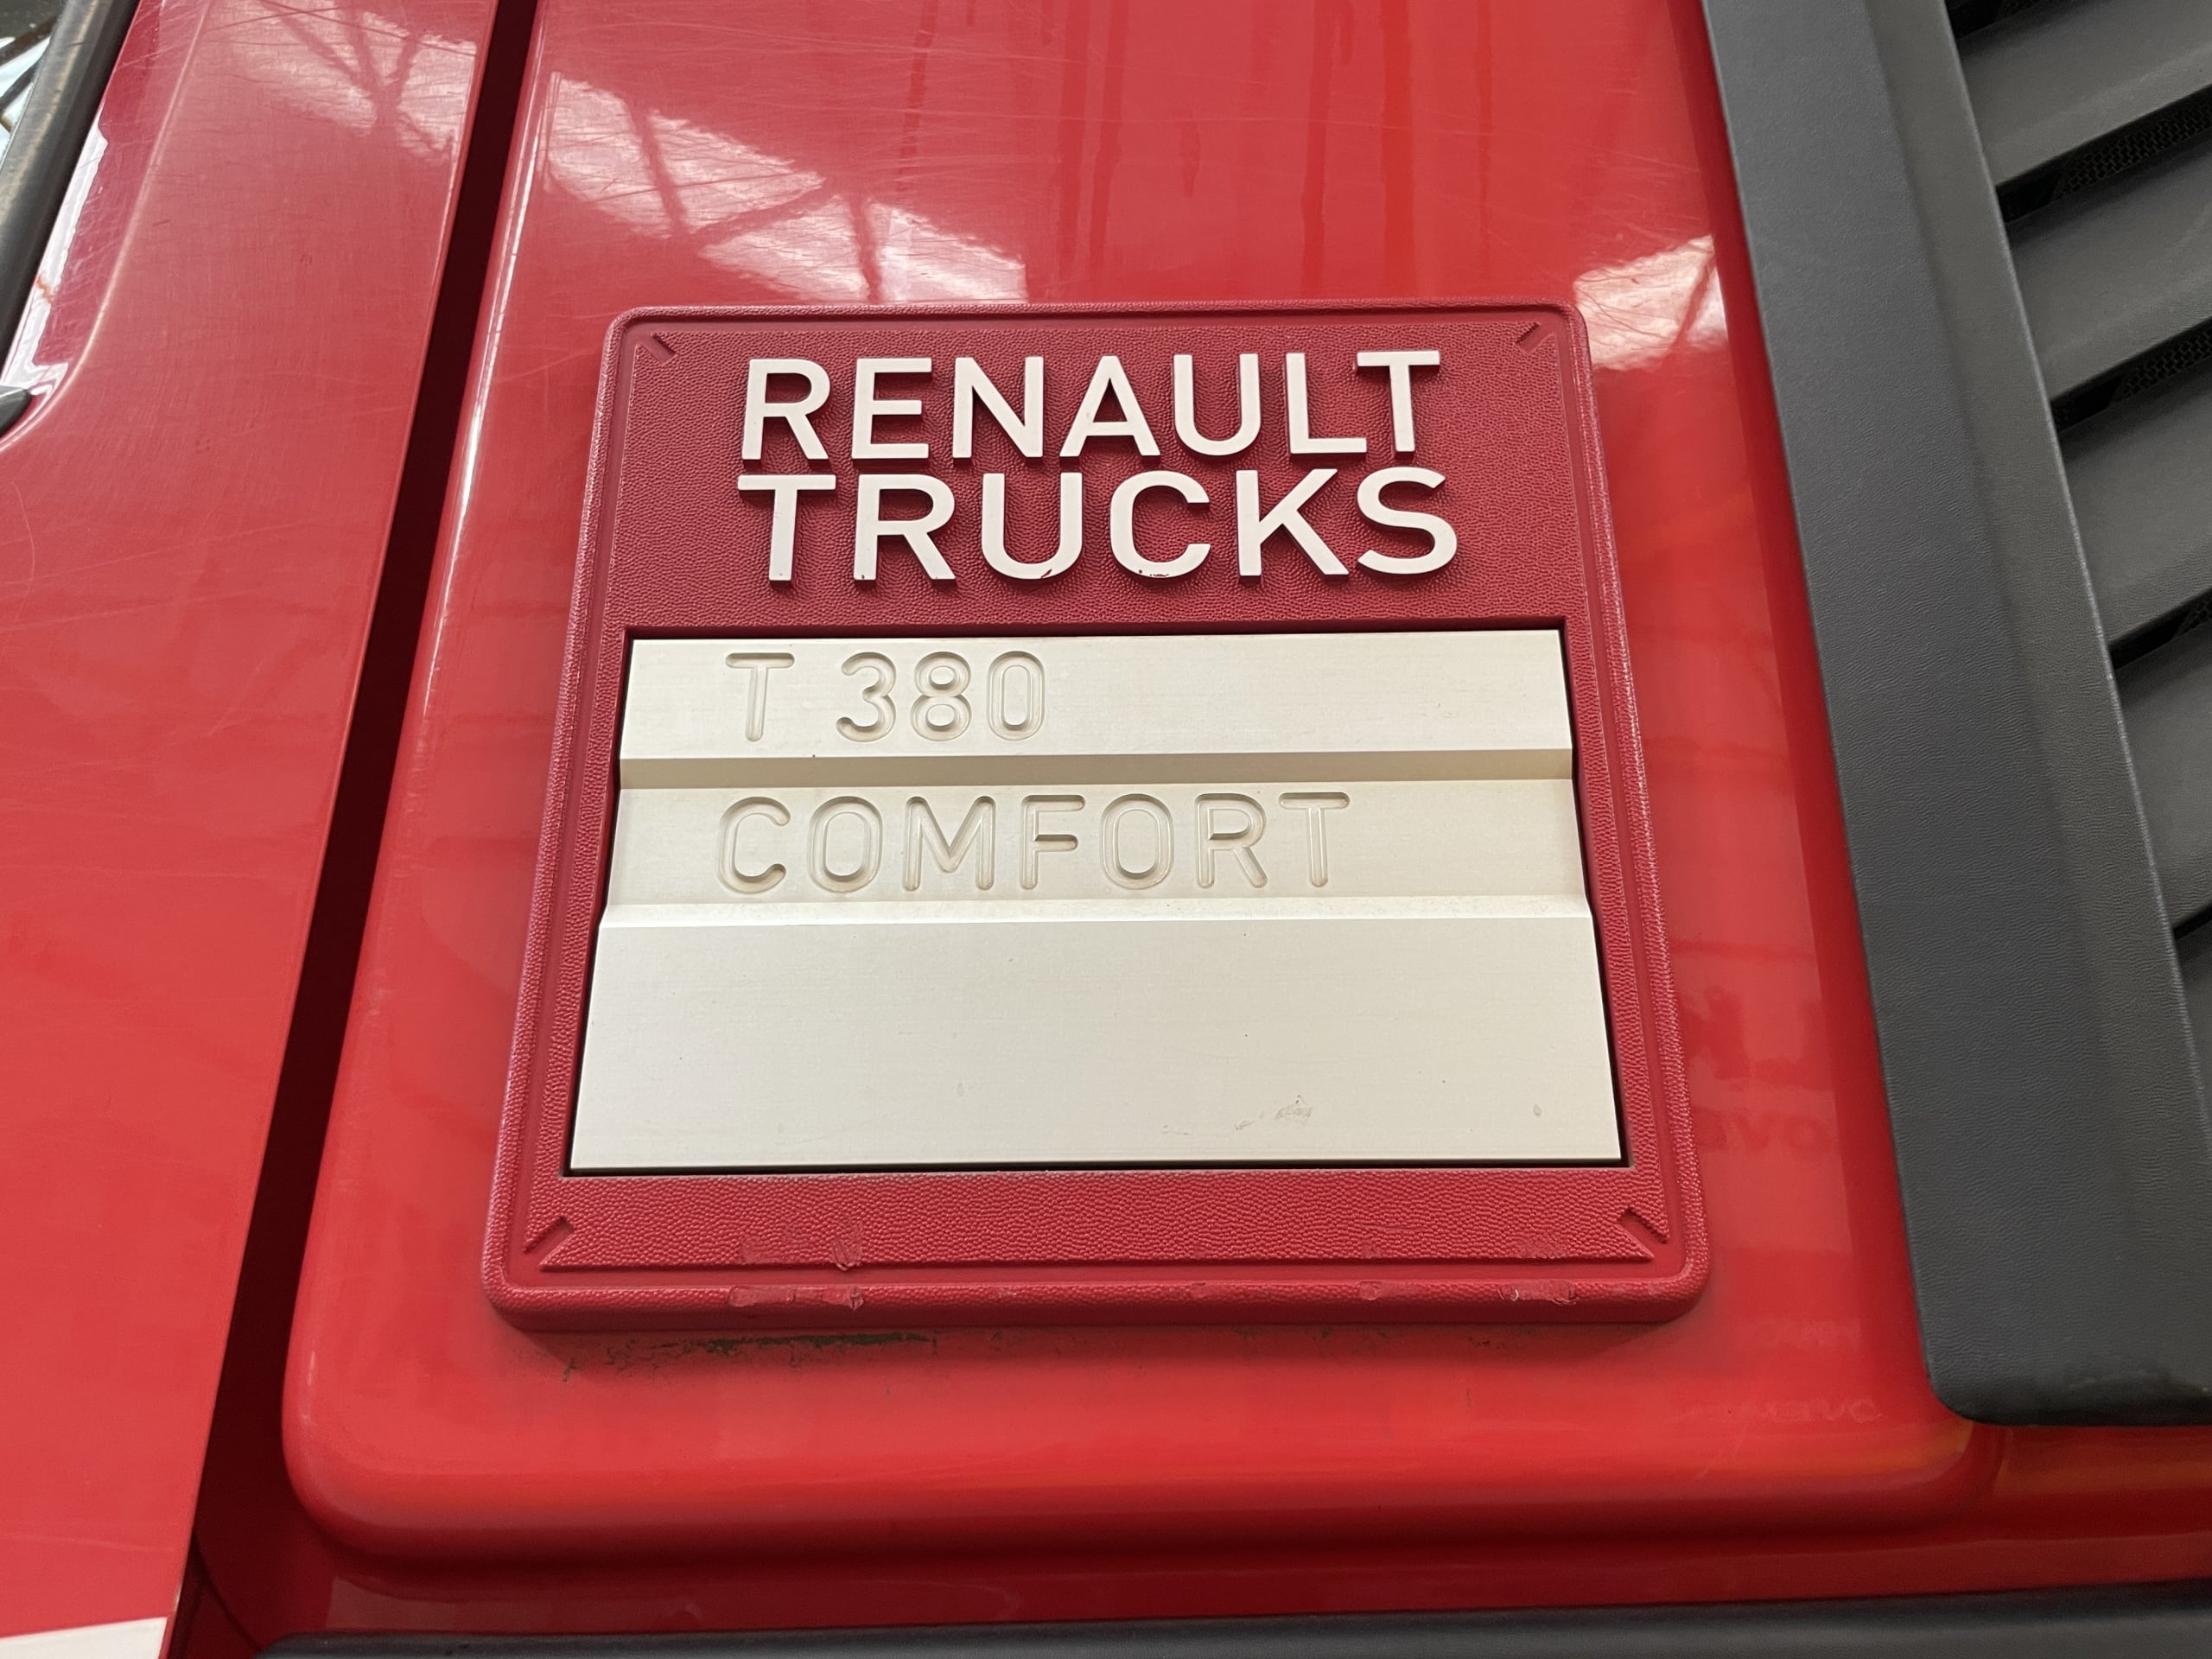 RENAULT
TRUCKS
T 380
COMFORT